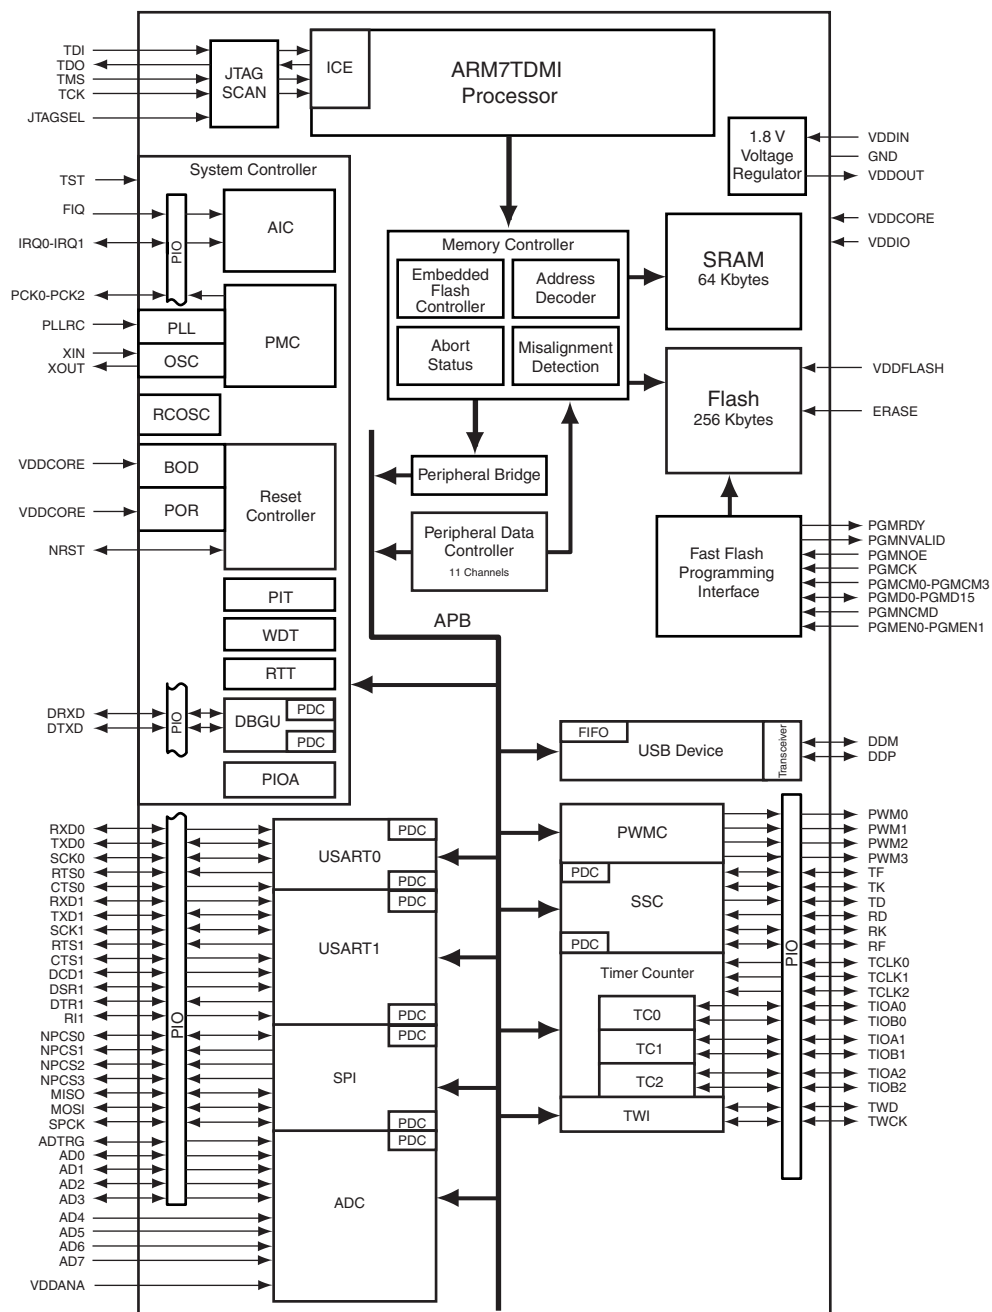 TDI
TDO
TMS
TCK
JTAGSEL
JTAG
SCAN
ICE
ARM7TDMI
Processor
1.8 V
Voltage
Regulator
VDDIN
GND
VDDOUT
VDDCORE
VDDIO
System Controller
TST
FIQ
IRQ0-IRQ1
PIO
AIC
PCK0-PCK2
PLLRC
XIN
XOUT
PLL
OSC
PMC
RCOSC
VDDCORE
VDDCORE
NRST
BOD
POR
Reset
Controller
PIT
WDT
RTT
DRXD
DTXD
PIO
DBGU
PDC
PDC
PIOA
Memory Controller
Embedded
Flash
Controller
Address
Decoder
Abort
Status
Misalignment
Detection
SRAM
64 Kbytes
Flash
256 Kbytes
VDDFLASH
ERASE
Peripheral Bridge
Peripheral Data
Controller
11 Channels
APB
Fast Flash
Programming
Interface
PGMRDY
PGMNVALID
PGMNOE
PGMCK
PGMCM0-PGMCM3
PGMD0-PGMD15
PGMNCMD
PGMEN0-PGMEN1
FIFO
USB Device
Transceiver
DDM
DDP
RXD0
TXD0
SCK0
RTS0
CTS0
RXD1
TXD1
SCK1
RTS1
CTS1
DCD1
DSR1
DTR1
RI1
NPCS0
NPCS1
NPCS2
NPCS3
MISO
MOSI
SPCK
ADTRG
AD0
AD1
AD2
AD3
AD4
AD5
AD6
AD7
VDDANA
PIO
PDC
USART0
PDC
PDC
USART1
PDC
PDC
SPI
PDC
PDC
ADC
PWMC
PDC
SSC
PDC
Timer Counter
TC0
TC1
TC2
TWI
PIO
PWM0
PWM1
PWM2
PWM3
TF
TK
TD
RD
RK
RF
TCLK0
TCLK1
TCLK2
TIOA0
TIOB0
TIOA1
TIOB1
TIOA2
TIOB2
TWD
TWCK